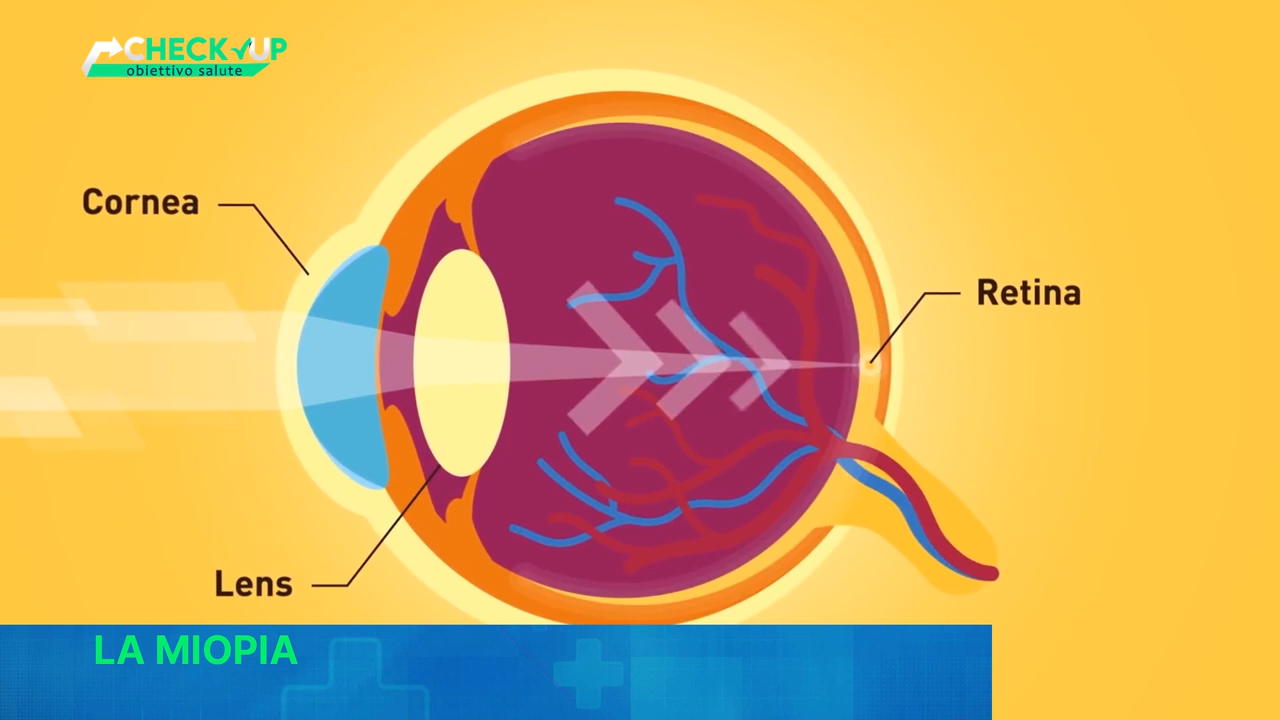 CHECK UP
obiettivo salute
Cornea
Retina
Lens
LA MIOPIA